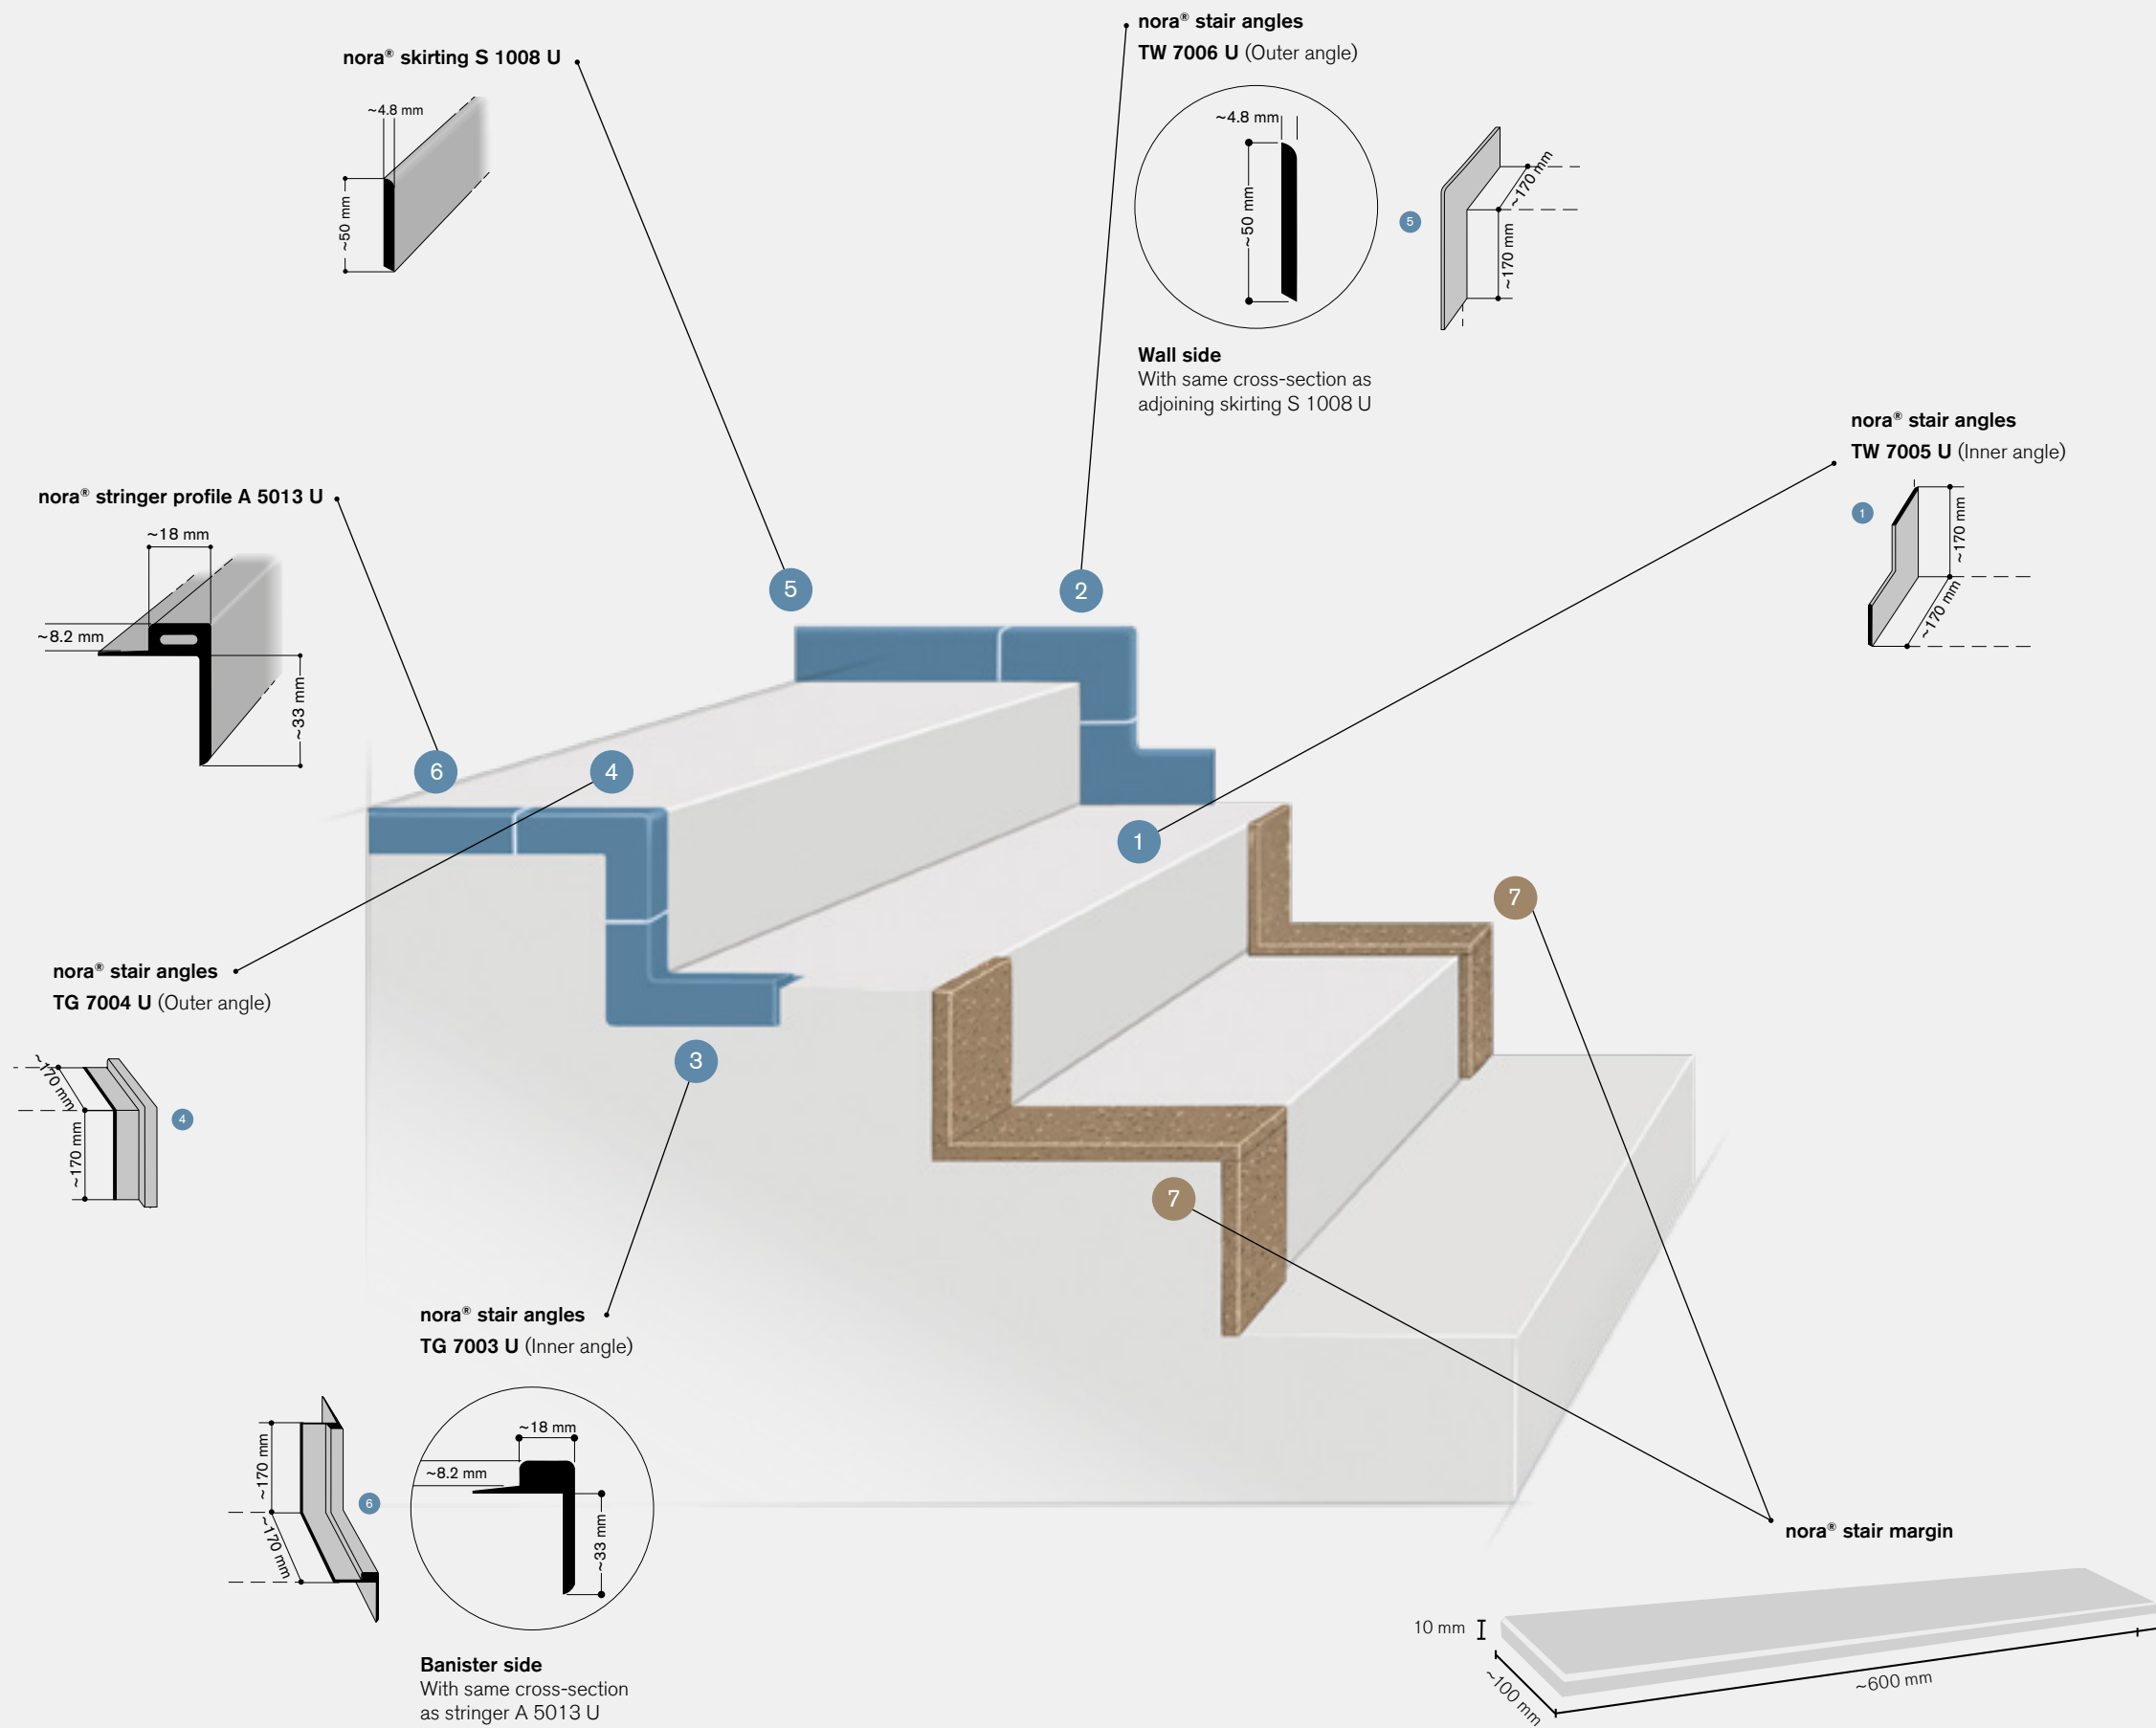 nora® stair angles
TW 7006 U (Outer angle)
nora® skirting S 1008 U
~4.8 mm
~50 mm
~4.8 mm
~50 mm
5
~170 mm
~170 mm
Wall side
With same cross-section as
adjoining skirting S 1008 U
nora® stair angles
TW 7005 U (Inner angle)
1
~170 mm
~170 mm
nora® stringer profile A 5013 U
~18 mm
~8.2 mm
~33 mm
5
2
6
4
1
7
nora® stair angles
TG 7004 U (Outer angle)
~170 mm
~170 mm
4
3
7
nora® stair angles
TG 7003 U (Inner angle)
~170 mm
~170 mm
6
~18 mm
~8.2 mm
~33 mm
Banister side
With same cross-section
as stringer A 5013 U
nora® stair margin
10 mm
~100 mm
~600 mm